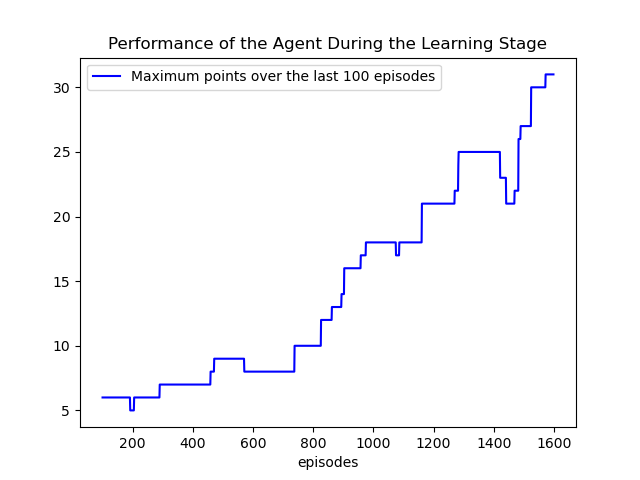 Performance of the Agent During the Learning Stage
Maximum points over the last 100 episodes
30
25
20
15
10
5
200 400 600 800 1000 1200 1400 1600
episodes